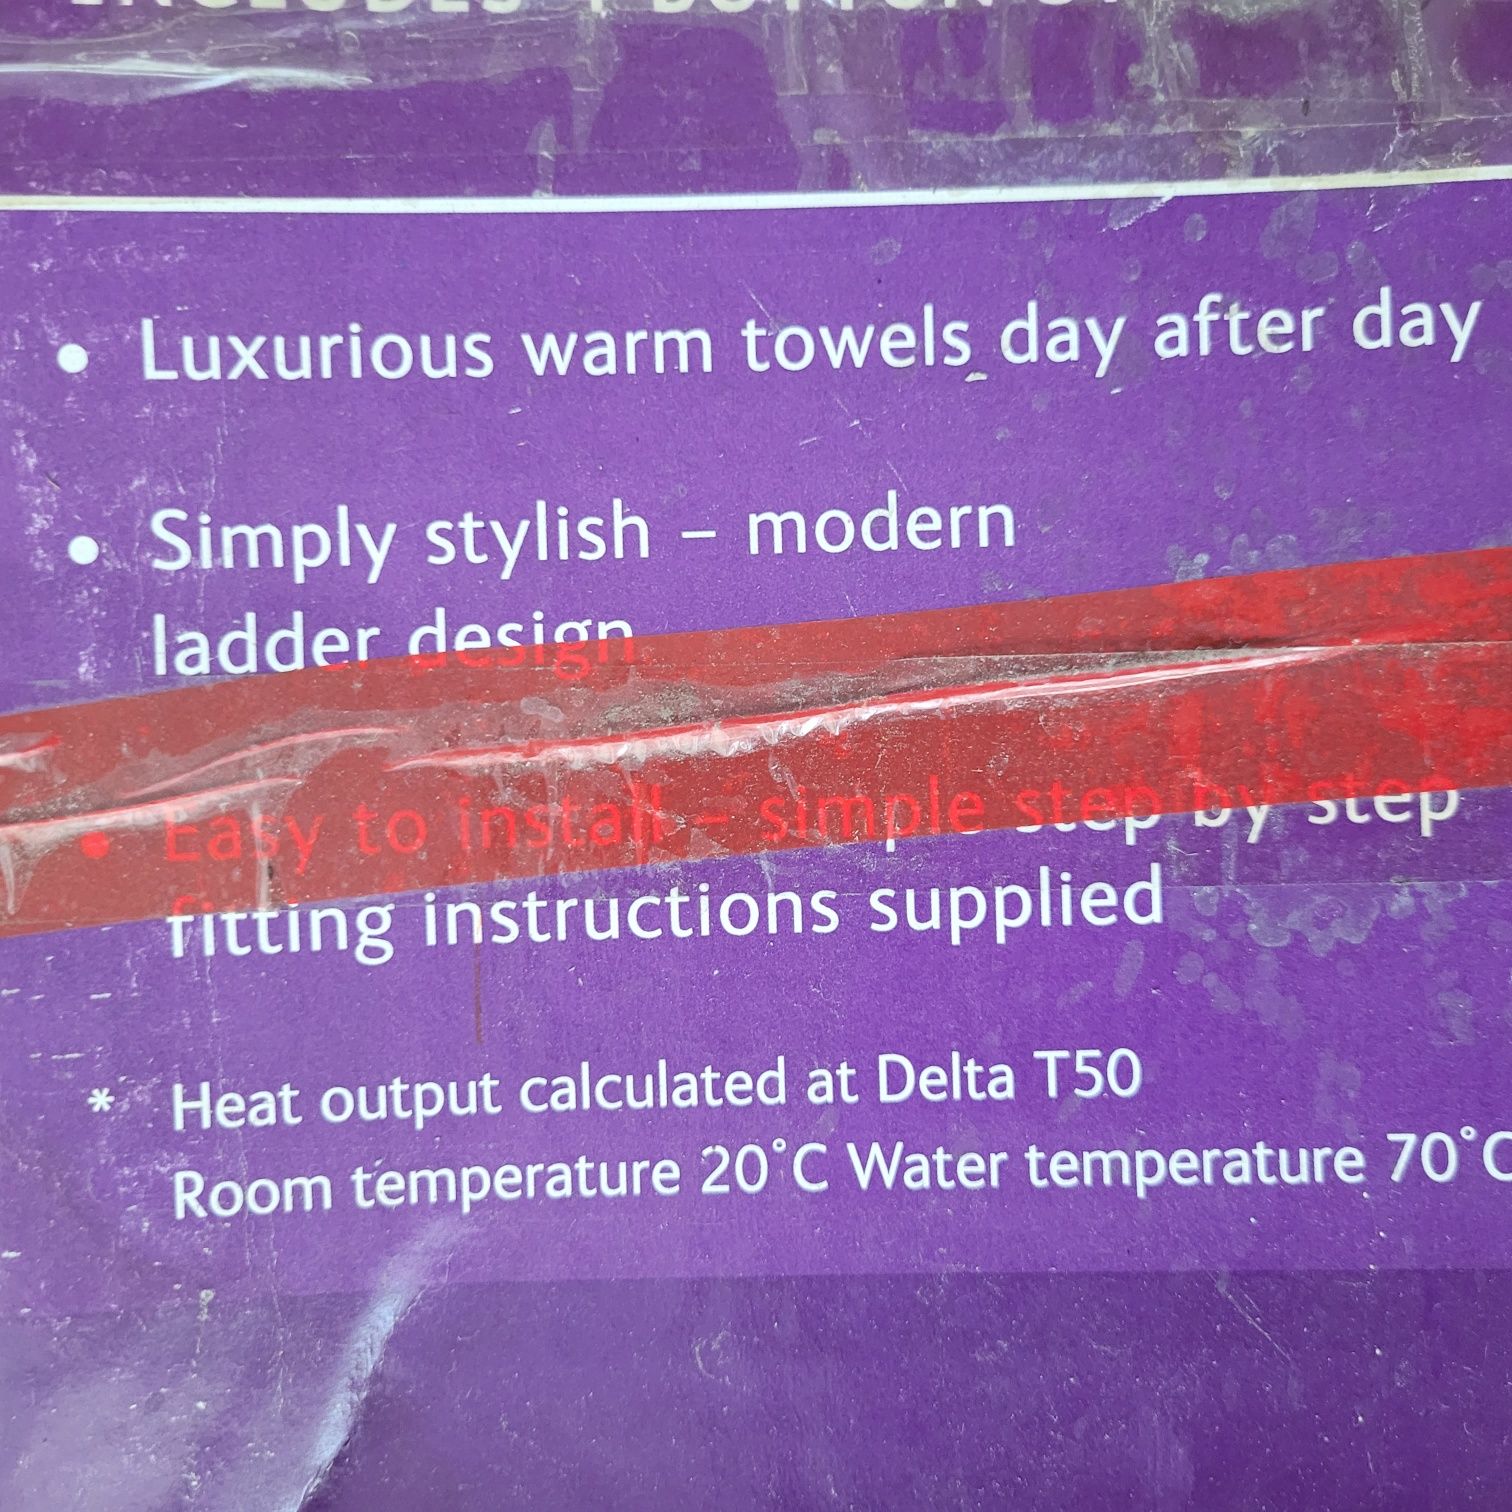 INCLUDES
• Luxurious warm towels day after day
• Simply stylish – modern
ladder design
• Easy to install – simple step by step
fitting instructions supplied
* Heat output calculated at Delta T50
Room temperature 20°C Water temperature 70°C